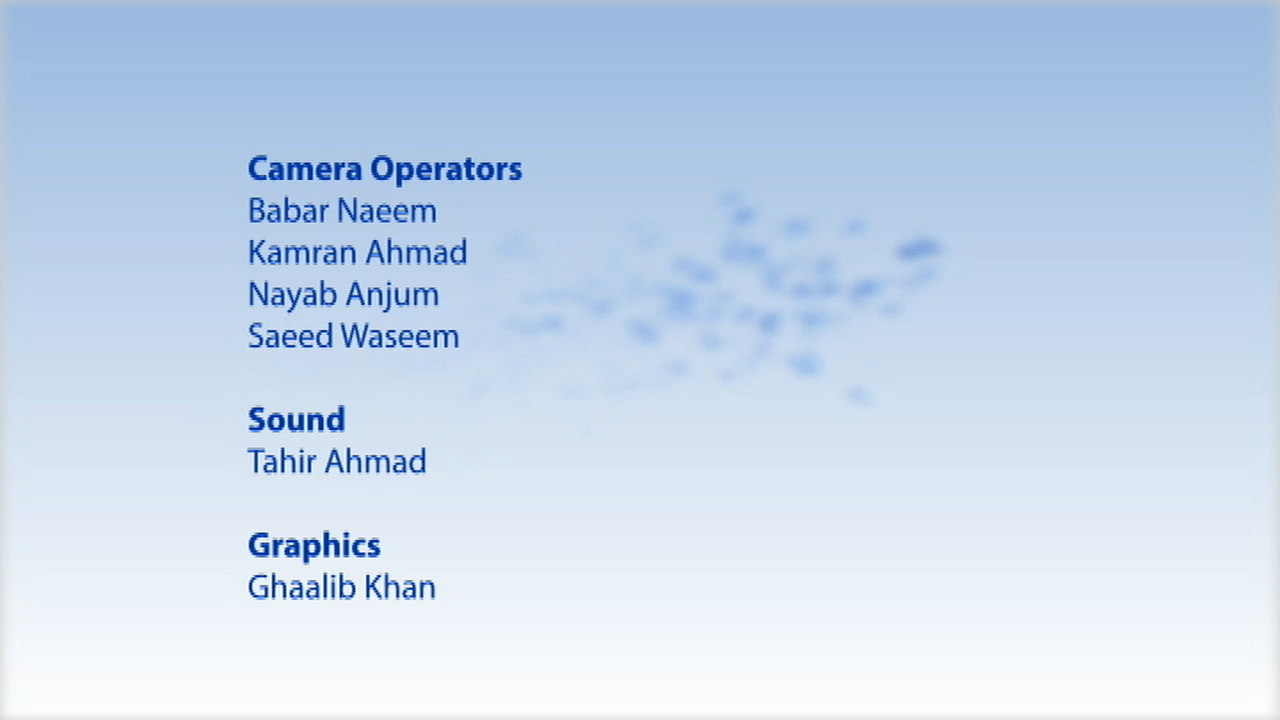 Camera Operators
Babar Naeem
Kamran Ahmad
Nayab Anjum
Saeed Waseem
Sound
Tahir Ahmad
Graphics
Ghaalib Khan